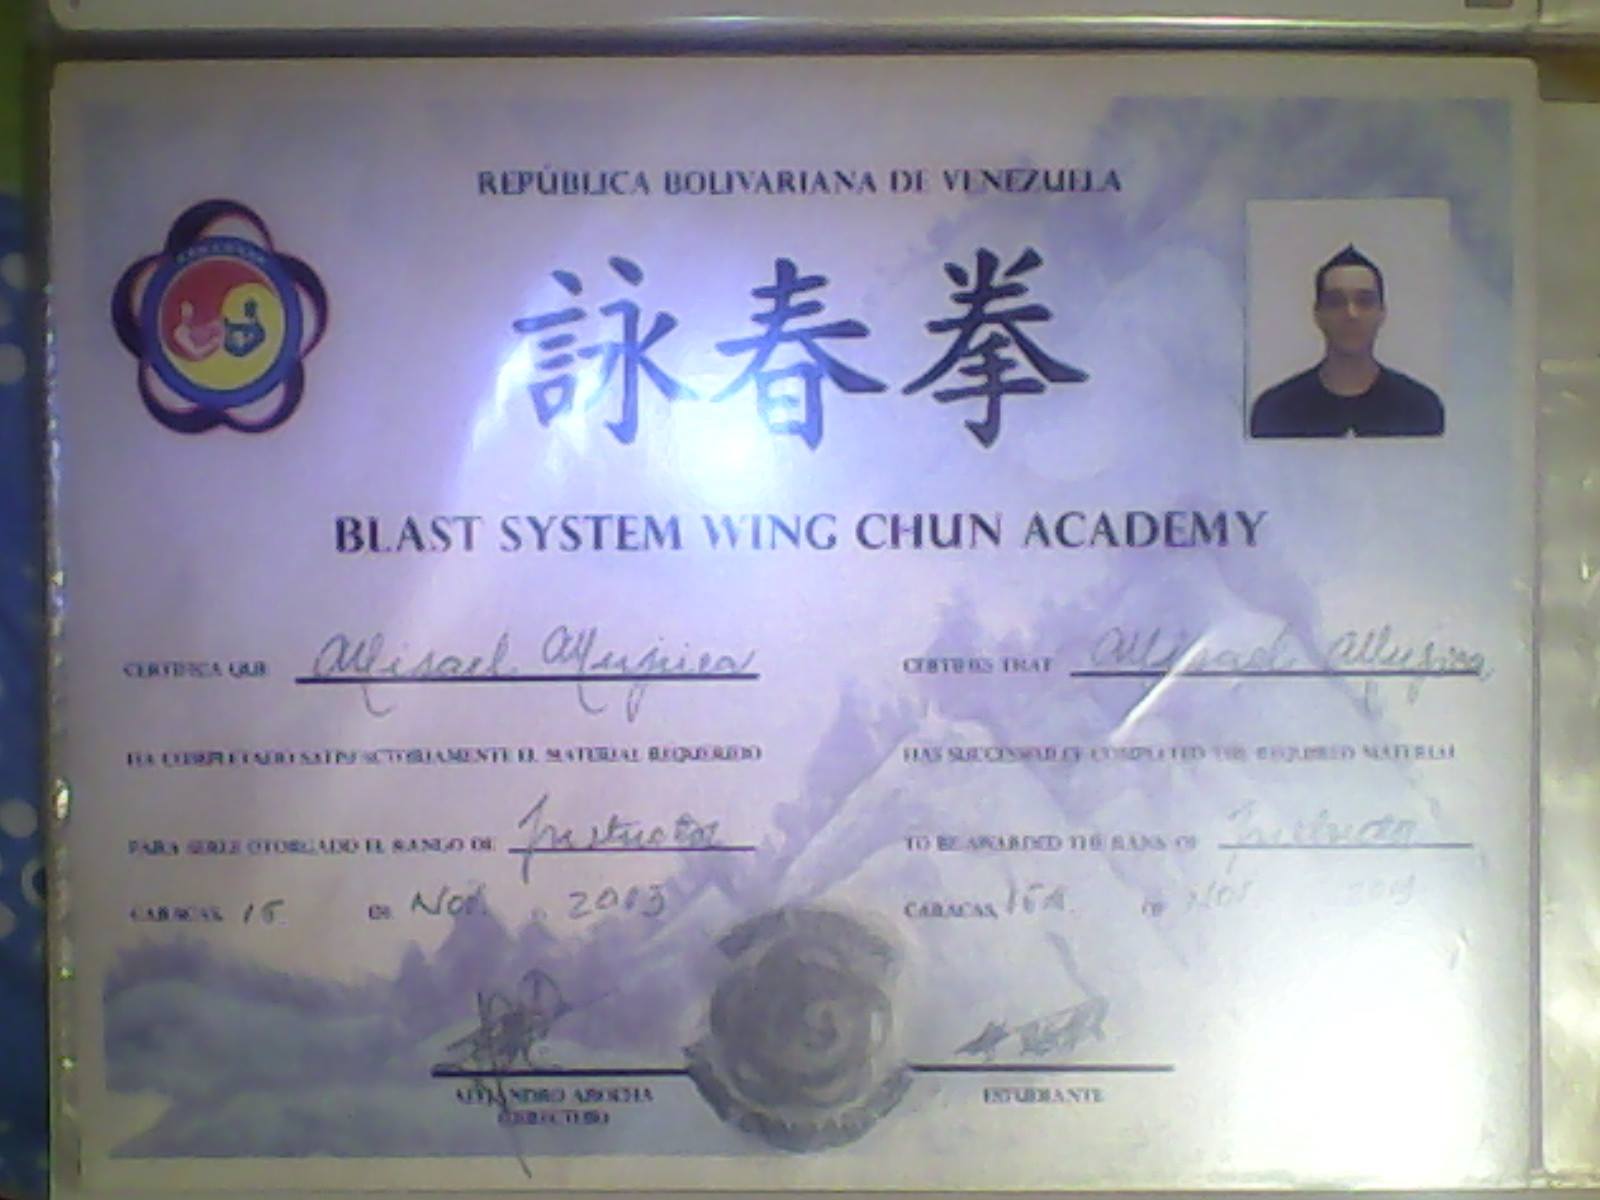 REPÚBLICA BOLIVARIANA DE VENEZUELA
詠春拳
BLAST SYSTEM WING CHUN ACADEMY
CERTIFICA QUE Misael Mujica
HA COMPLETADO SATISFACTORIAMENTE EL MATERIAL REQUERIDO
PARA SERLE OTORGADO EL RANGO DE Instructor
CARACAS, 15 DE Nov. 2003
CERTIFIES THAT Misael Mujica
HAS SUCCESSFULLY COMPLETED THE REQUIRED MATERIAL
TO BE AWARDED THE RANK OF Instructor
CARACAS, OF Nov
ALEJANDRO AROCHA
ESTUDIANTE